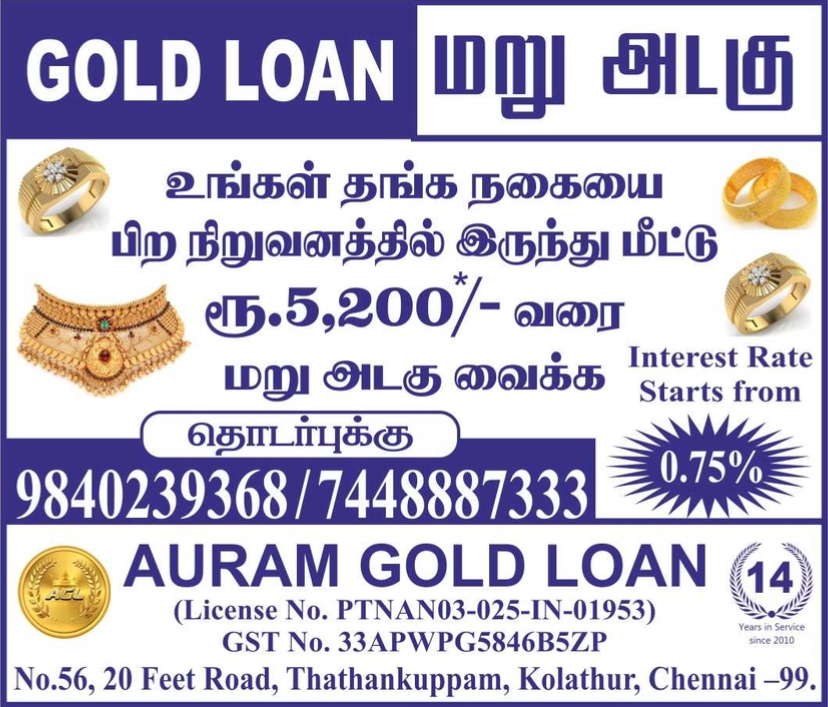 GOLD LOAN மறு அடகு
உங்கள் தங்க நகையை
பிற நிறுவனத்தில் இருந்து மீட்டு
ரூ.5,200*/- வரை
மறு அடகு வைக்க
Interest Rate
Starts from
0.75%
தொடர்புக்கு
9840239368/7448887333
AGL
AURAM GOLD LOAN
(License No. PTNAN03-025-IN-01953)
GST No. 33APWPG5846B5ZP
14
Years in Service
since 2010
No.56, 20 Feet Road, Thathankuppam, Kolathur, Chennai –99.